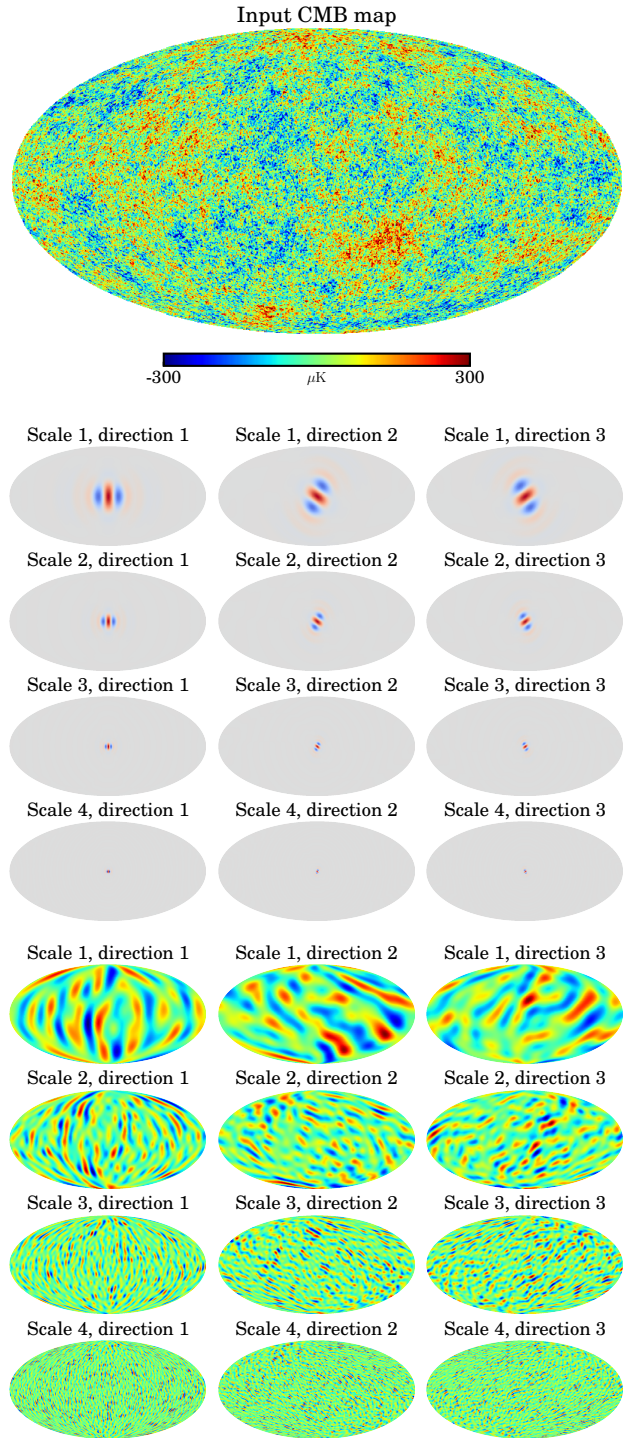 Input CMB map
-300 μK 300
Scale 1, direction 1 Scale 1, direction 2 Scale 1, direction 3
Scale 2, direction 1 Scale 2, direction 2 Scale 2, direction 3
Scale 3, direction 1 Scale 3, direction 2 Scale 3, direction 3
Scale 4, direction 1 Scale 4, direction 2 Scale 4, direction 3
Scale 1, direction 1 Scale 1, direction 2 Scale 1, direction 3
Scale 2, direction 1 Scale 2, direction 2 Scale 2, direction 3
Scale 3, direction 1 Scale 3, direction 2 Scale 3, direction 3
Scale 4, direction 1 Scale 4, direction 2 Scale 4, direction 3